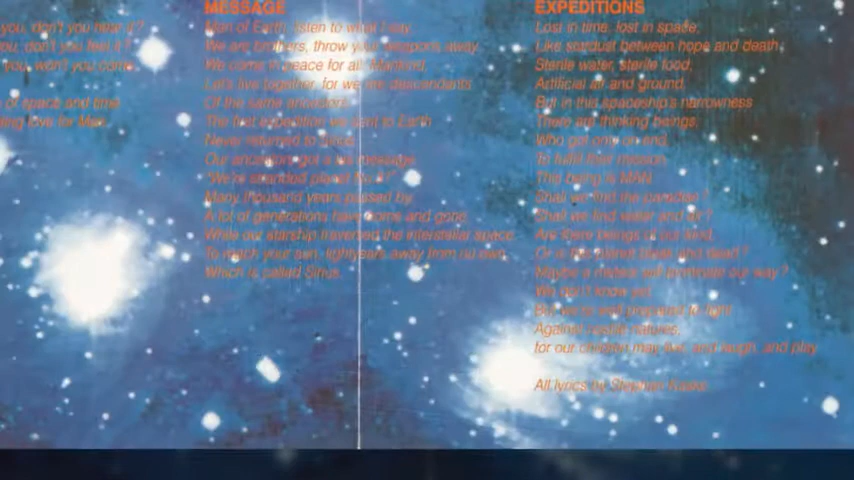 you, don't you hear it?
you, don't you feel it?
you, won't you come
of space and time
love for Man.
MESSAGE
Man of Earth, listen to what I say
We are brothers, throw your weapons away
We come in peace for all Mankind,
Let's live together, for we are descendants
Of the same ancestors
The first expedition we sent to Earth
Never returned to
Our ancestors got a message
"We're stranded planet No 3!"
Many thousand years passed by
A lot of generations have come and gone,
While our starship traversed the interstellar space
To reach your sun, lightyears away from our own
Which is called Sirius.
EXPEDITIONS
Lost in time, lost in space,
Like stardust between hope and death,
Sterile water, sterile food,
Artificial air and ground,
But in this spaceship's narrowness
There are thinking beings,
Who got only on end,
To fulfil their mission,
This being is MAN.
Shall we find the paradise?
Shall we find water and air?
Are there beings of our kind,
Or is this planet bleak and dead?
Maybe a meteor will terminate our way?
We don't know yet
But we're well prepared to fight
Against hostile natures,
for our children may live, and laugh, and play.
All lyrics by Stephan